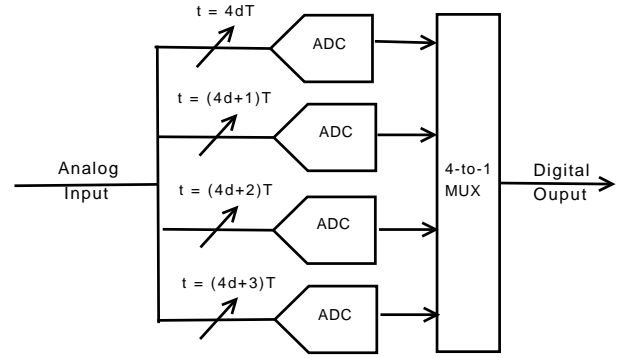 t = 4dT
ADC
t = (4d+1)T
ADC
Analog
Input
t = (4d+2)T
ADC
t = (4d+3)T
ADC
4-to-1
MUX
Digital
Ouput